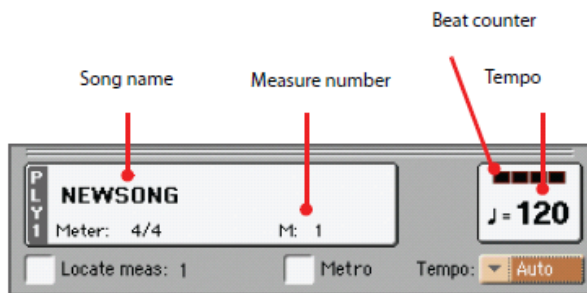 Beat counter
Song name Measure number Tempo
PLY1
NEWSONG
♩ = 120
Meter: 4/4 M: 1
Locate meas: 1 Metro Tempo: Auto